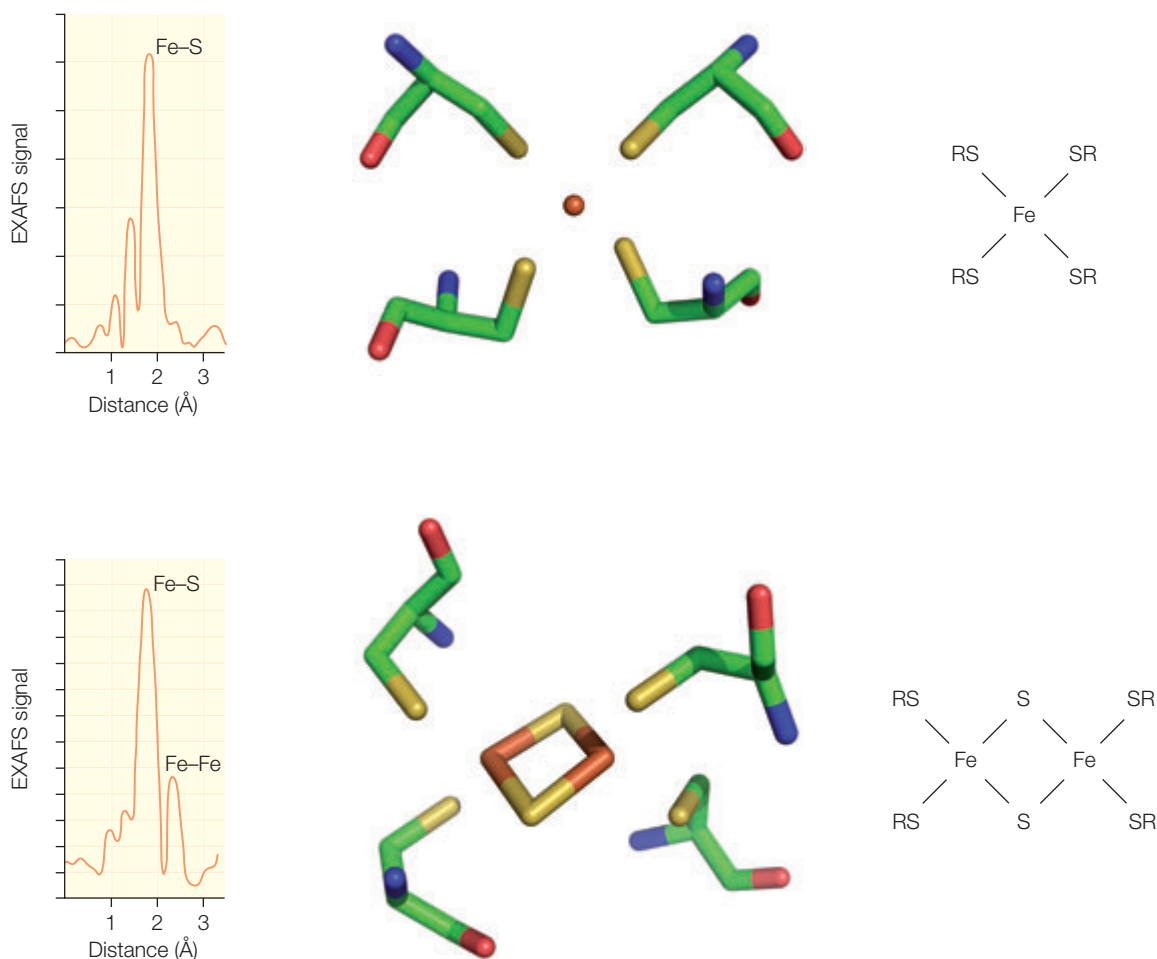 Fe–S
EXAFS signal
1 2 3
Distance (Å)
RS SR
Fe
RS SR
Fe–S
Fe–Fe
EXAFS signal
1 2 3
Distance (Å)
RS S SR
Fe Fe
RS S SR